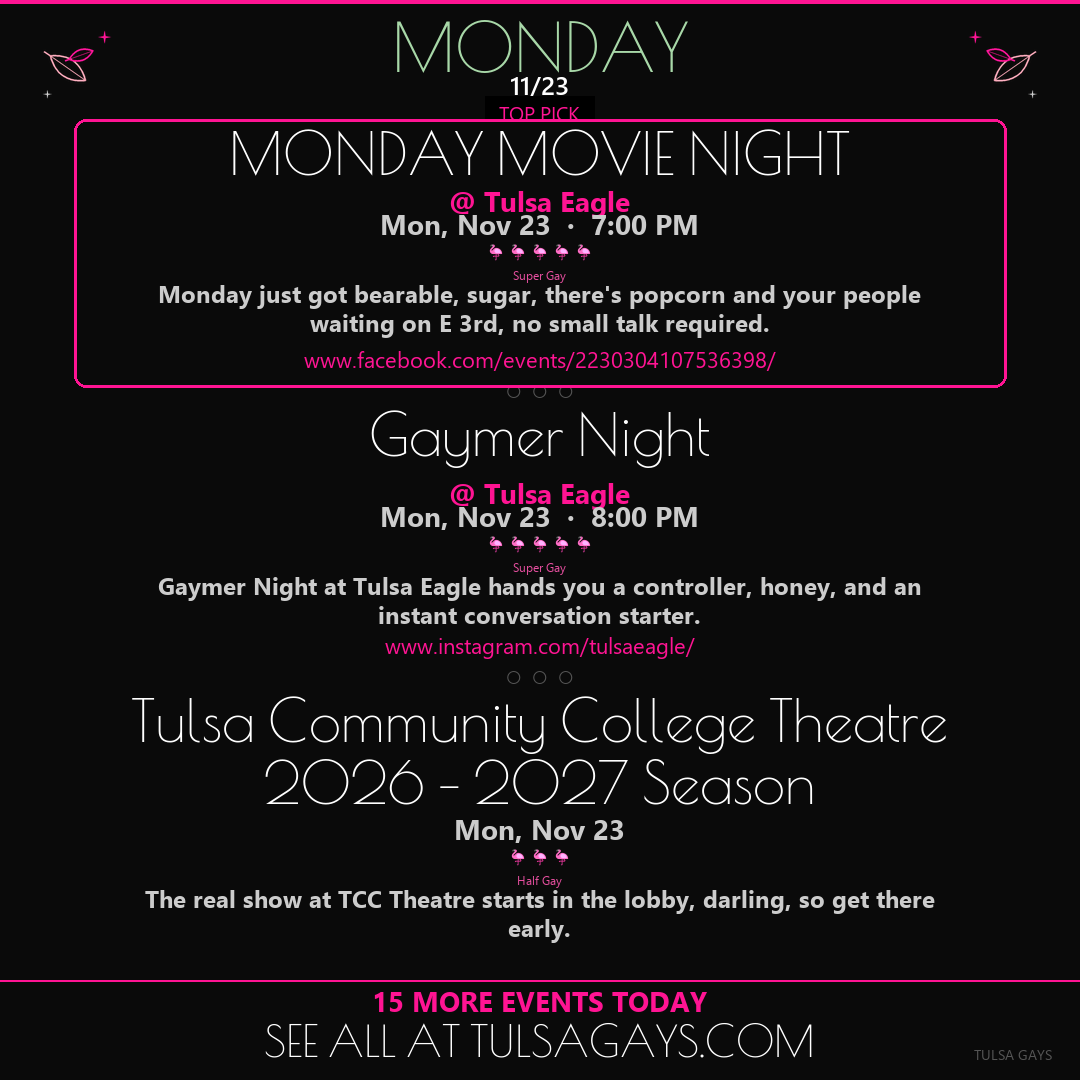 MONDAY
11/23
TOP PICK
MONDAY MOVIE NIGHT
@ Tulsa Eagle
Mon, Nov 23 · 7:00 PM
Super Gay
Monday just got bearable, sugar, there's popcorn and your people
waiting on E 3rd, no small talk required.
www.facebook.com/events/2230304107536398/
Gaymer Night
@ Tulsa Eagle
Mon, Nov 23 · 8:00 PM
Super Gay
Gaymer Night at Tulsa Eagle hands you a controller, honey, and an
instant conversation starter.
www.instagram.com/tulsaeagle/
Tulsa Community College Theatre
2026 – 2027 Season
Mon, Nov 23
Half Gay
The real show at TCC Theatre starts in the lobby, darling, so get there
early.
15 MORE EVENTS TODAY
SEE ALL AT TULSAGAYS.COM
TULSA GAYS